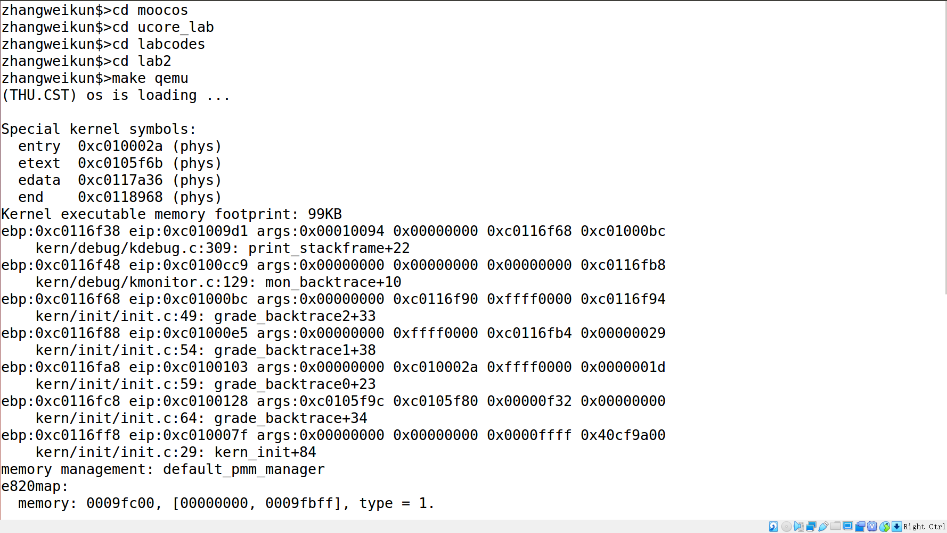 zhangweikun$>cd moocos
zhangweikun$>cd ucore_lab
zhangweikun$>cd labcodes
zhangweikun$>cd lab2
zhangweikun$>make qemu
(THU.CST) os is loading ...
Special kernel symbols:
  entry  0xc010002a (phys)
  etext  0xc0105f6b (phys)
  edata  0xc0117a36 (phys)
  end    0xc0118968 (phys)
Kernel executable memory footprint: 99KB
ebp:0xc0116f38 eip:0xc01009d1 args:0x00010094 0x00000000 0xc0116f68 0xc01000bc
    kern/debug/kdebug.c:309: print_stackframe+22
ebp:0xc0116f48 eip:0xc0100cc9 args:0x00000000 0x00000000 0x00000000 0xc0116fb8
    kern/debug/kmonitor.c:129: mon_backtrace+10
ebp:0xc0116f68 eip:0xc01000bc args:0x00000000 0xc0116f90 0xffff0000 0xc0116f94
    kern/init/init.c:49: grade_backtrace2+33
ebp:0xc0116f88 eip:0xc01000e5 args:0x00000000 0xffff0000 0xc0116fb4 0x00000029
    kern/init/init.c:54: grade_backtrace1+38
ebp:0xc0116fa8 eip:0xc0100103 args:0x00000000 0xc010002a 0xffff0000 0x0000001d
    kern/init/init.c:59: grade_backtrace0+23
ebp:0xc0116fc8 eip:0xc0100128 args:0xc0105f9c 0xc0105f80 0x00000f32 0x00000000
    kern/init/init.c:64: grade_backtrace+34
ebp:0xc0116ff8 eip:0xc010007f args:0x00000000 0x00000000 0x0000ffff 0x40cf9a00
    kern/init/init.c:29: kern_init+84
memory management: default_pmm_manager
e820map:
  memory: 0009fc00, [00000000, 0009fbff], type = 1.
Right Ctrl